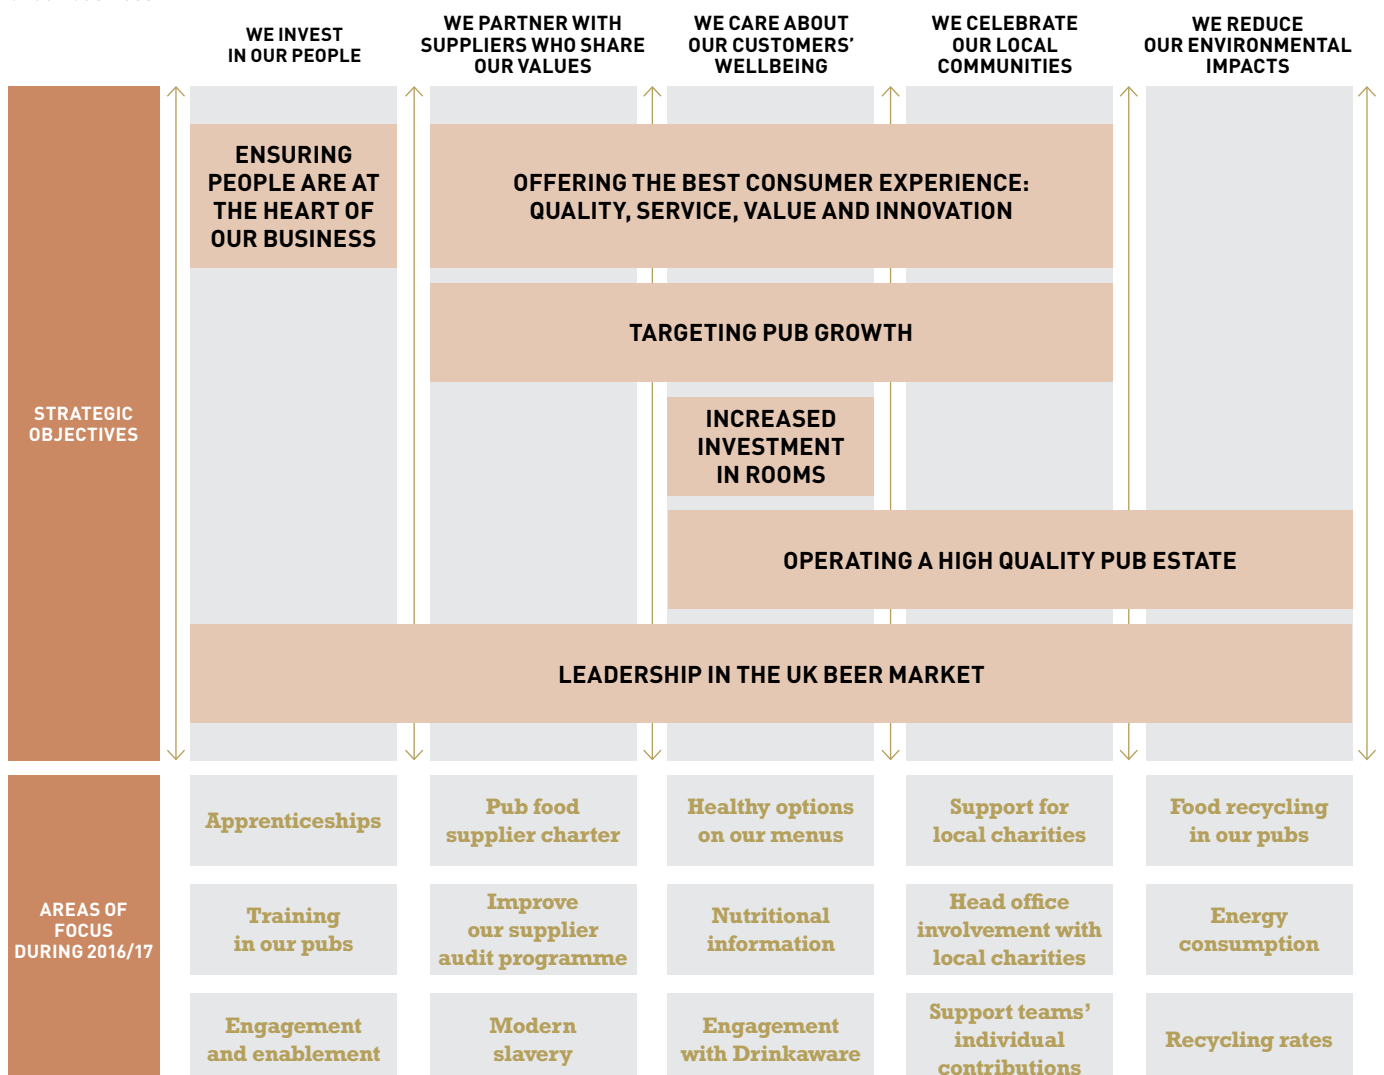 WE INVEST
IN OUR PEOPLE
WE PARTNER WITH
SUPPLIERS WHO SHARE
OUR VALUES
WE CARE ABOUT
OUR CUSTOMERS’
WELLBEING
WE CELEBRATE
OUR LOCAL
COMMUNITIES
WE REDUCE
OUR ENVIRONMENTAL
IMPACTS
STRATEGIC
OBJECTIVES
ENSURING
PEOPLE ARE AT
THE HEART OF
OUR BUSINESS
OFFERING THE BEST CONSUMER EXPERIENCE:
QUALITY, SERVICE, VALUE AND INNOVATION
TARGETING PUB GROWTH
INCREASED
INVESTMENT
IN ROOMS
OPERATING A HIGH QUALITY PUB ESTATE
LEADERSHIP IN THE UK BEER MARKET
AREAS OF
FOCUS
DURING 2016/17
Apprenticeships
Pub food
supplier charter
Healthy options
on our menus
Support for
local charities
Food recycling
in our pubs
Training
in our pubs
Improve
our supplier
audit programme
Nutritional
information
Head office
involvement with
local charities
Energy
consumption
Engagement
and enablement
Modern
slavery
Engagement
with Drinkaware
Support teams’
individual
contributions
Recycling rates